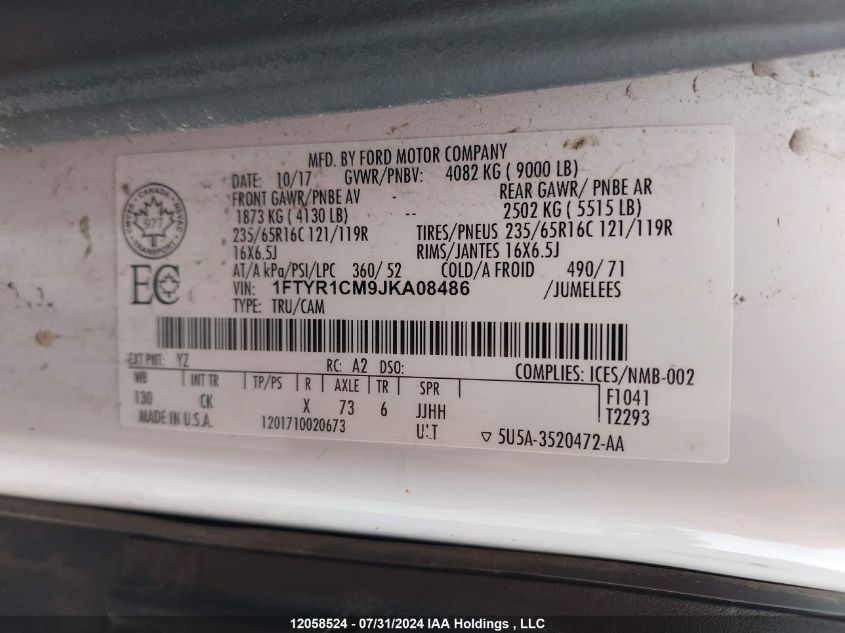 MFD. BY FORD MOTOR COMPANY
DATE: 10/17 GVWR/PNBV: 4082 KG ( 9000 LB)
FRONT GAWR/PNBE AV - REAR GAWR/ PNBE AR
1873 KG ( 4130 LB) -- 2502 KG ( 5515 LB)
235/65R16C 121/119R TIRES/PNEUS 235/65R16C 121/119R
16X6.5J RIMS/JANTES 16X6.5J
AT/A kPa/PSI/LPC 360/ 52 COLD/A FROID 490/ 71
VIN: 1FTYR1CM9JKA08486 /JUMELEES
TYPE: TRU/CAM
CANADA
977
TRANSPORT
EC
EXT PNT: YZ RC: A2 DSO: COMPLIES: ICES/NMB-002
WB INT TR TP/PS R AXLE TR SPR F1041
130 CK X 73 6 JJHH T2293
MADE IN U.S.A. 1201710020673 ▽ 5U5A-3520472-AA
12058524 - 07/31/2024 IAA Holdings , LLC